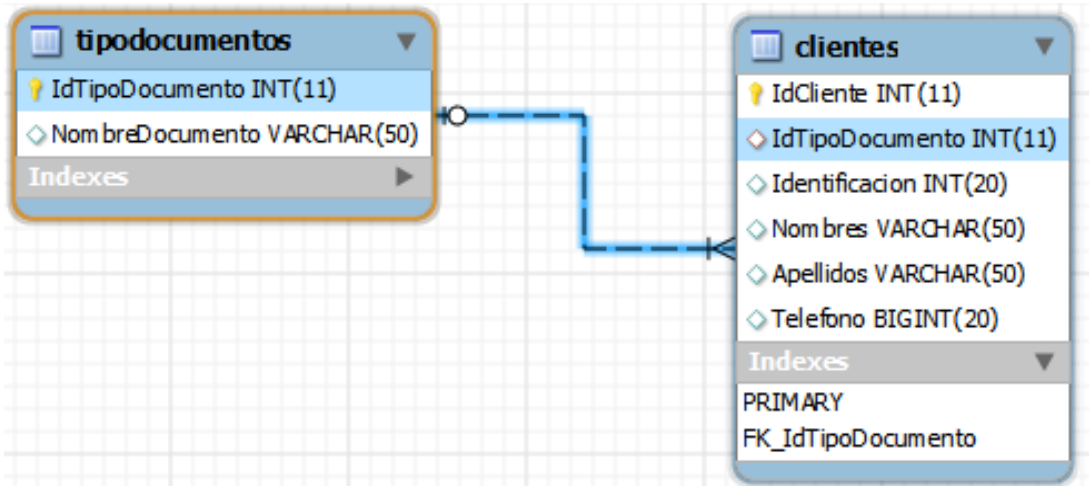 tipodocumentos
IdTipoDocumento INT(11)
NombreDocumento VARCHAR(50)
Indexes
clientes
IdCliente INT(11)
IdTipoDocumento INT(11)
Identificacion INT(20)
Nombres VARCHAR(50)
Apellidos VARCHAR(50)
Telefono BIGINT(20)
Indexes
PRIMARY
FK_IdTipoDocumento